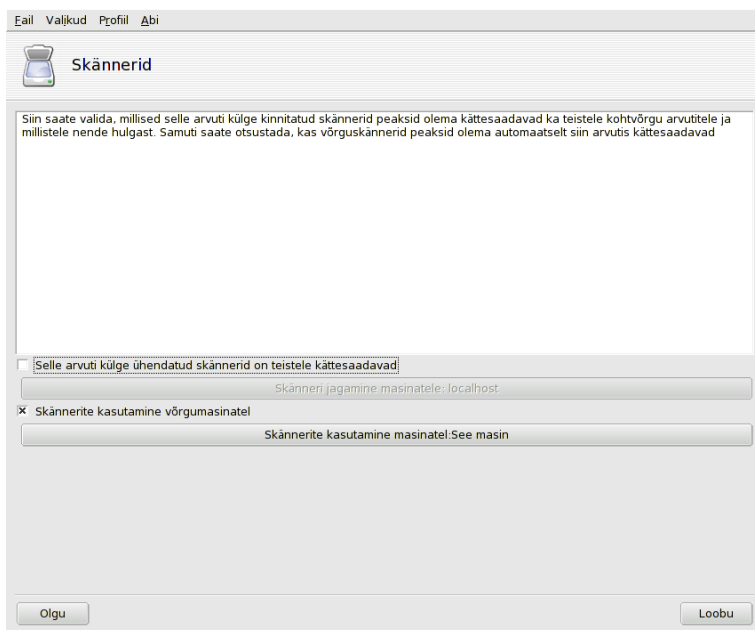 Fail Valikud Profiil Abi
Skännerid
Siin saate valida, millised selle arvuti külge kinnitatud skännerid peaksid olema kättesaadavad ka teistele kohtvõrgu arvutitele ja
millistele nende hulgast. Samuti saate otsustada, kas võrguskännerid peaksid olema automaatselt siin arvutis kättesaadavad
Selle arvuti külge ühendatud skännerid on teistele kättesaadavad
Skänneri jagamine masinatele: localhost
Skännerite kasutamine võrgumasinatel
Skännerite kasutamine masinatel:See masin
Olgu Loobu